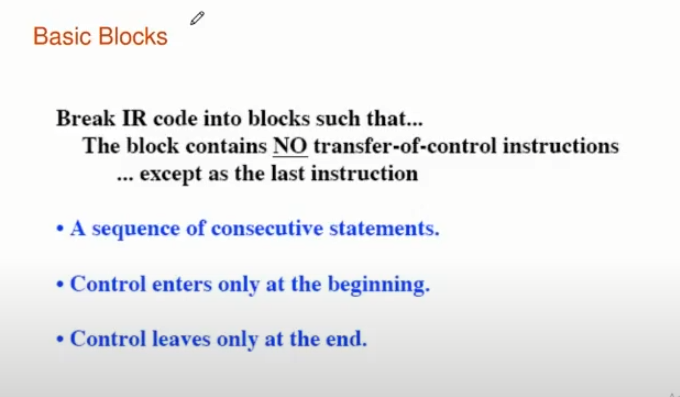 Basic Blocks
Break IR code into blocks such that...
The block contains NO transfer-of-control instructions
... except as the last instruction
• A sequence of consecutive statements.
• Control enters only at the beginning.
• Control leaves only at the end.